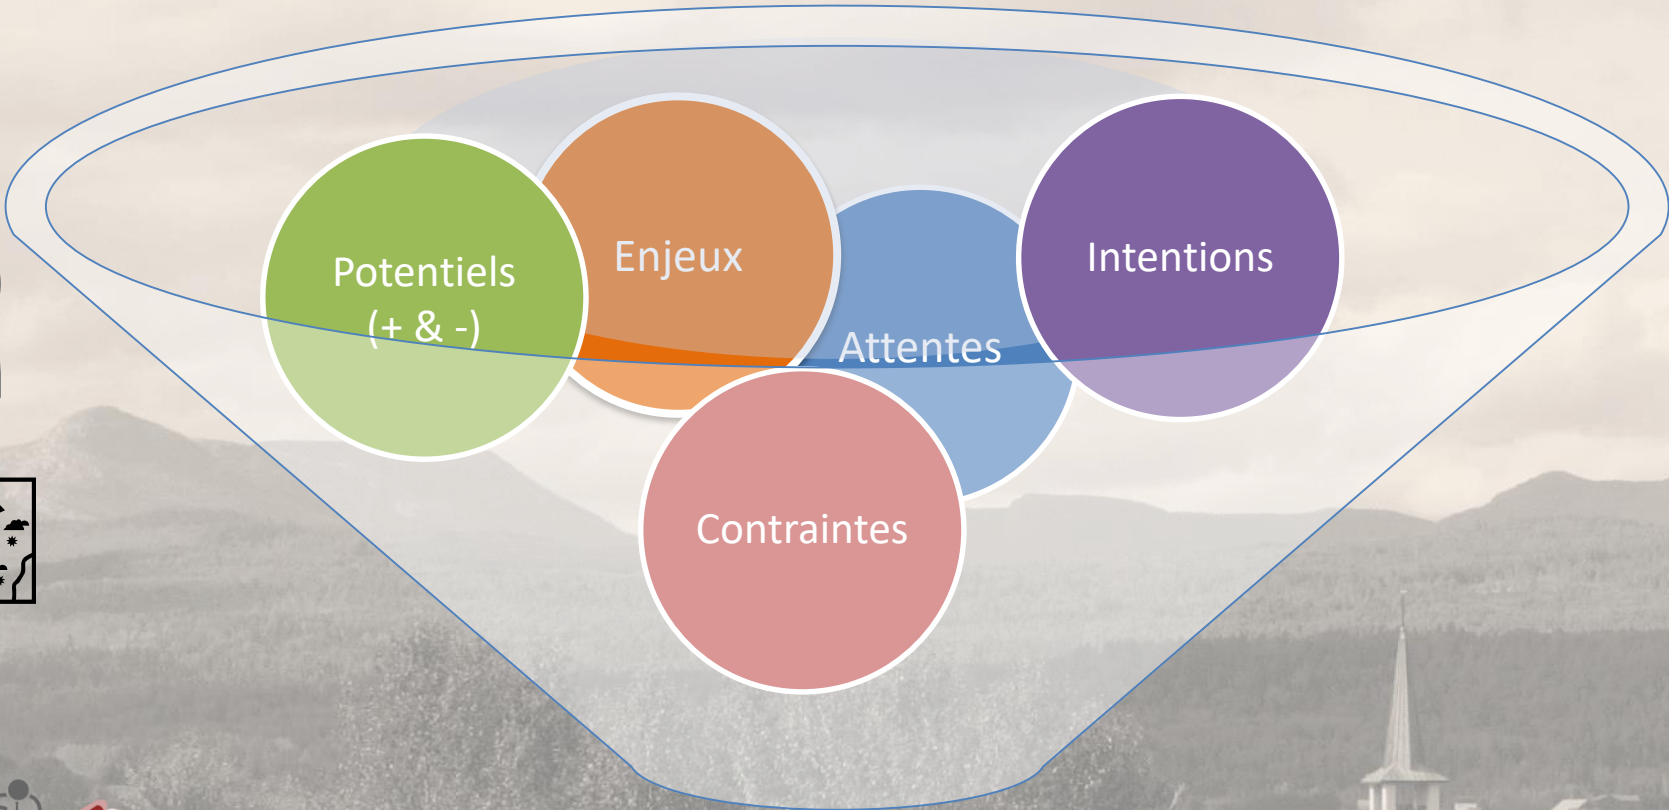 Potentiels
(+ & -)
Enjeux
Attentes
Intentions
Contraintes